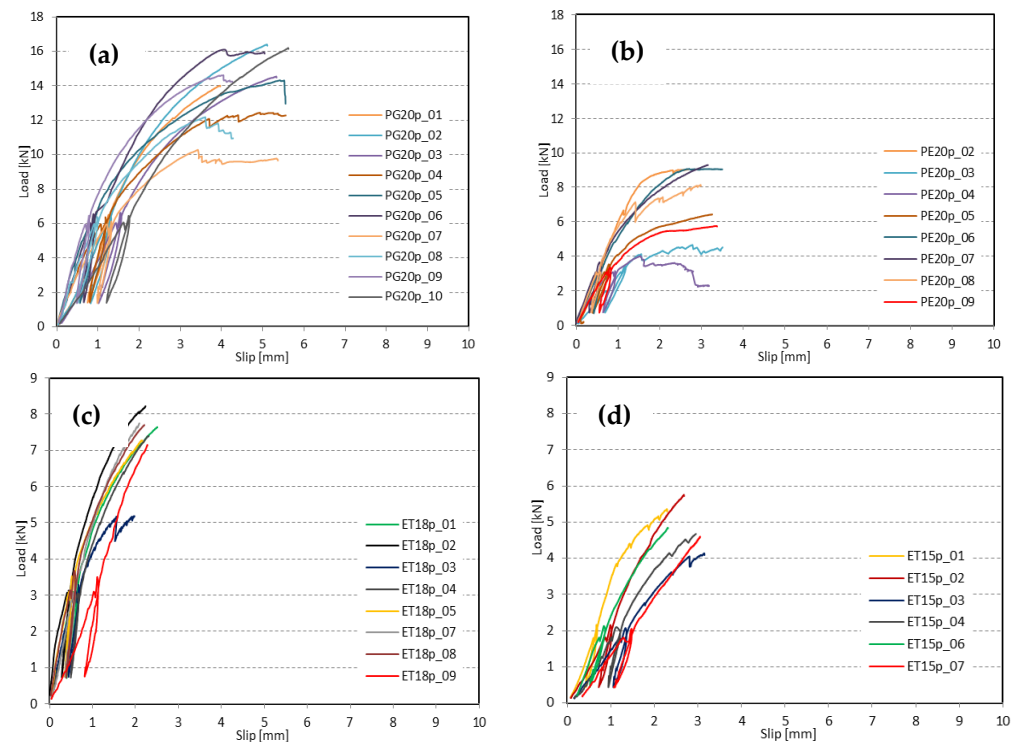 (a)
Load [kN]
18
16
14
12
10
8
6
4
2
0
0 1 2 3 4 5 6 7 8 9 10
Slip [mm]
PG20p_01
PG20p_02
PG20p_03
PG20p_04
PG20p_05
PG20p_06
PG20p_07
PG20p_08
PG20p_09
PG20p_10
(b)
Load [kN]
18
16
14
12
10
8
6
4
2
0
0 1 2 3 4 5 6 7 8 9 10
Slip [mm]
PE20p_02
PE20p_03
PE20p_04
PE20p_05
PE20p_06
PE20p_07
PE20p_08
PE20p_09
(c)
Load [kN]
9
8
7
6
5
4
3
2
1
0
0 1 2 3 4 5 6 7 8 9 10
Slip [mm]
ET18p_01
ET18p_02
ET18p_03
ET18p_04
ET18p_05
ET18p_07
ET18p_08
ET18p_09
(d)
Load [kN]
9
8
7
6
5
4
3
2
1
0
0 1 2 3 4 5 6 7 8 9 10
Slip [mm]
ET15p_01
ET15p_02
ET15p_03
ET15p_04
ET15p_06
ET15p_07